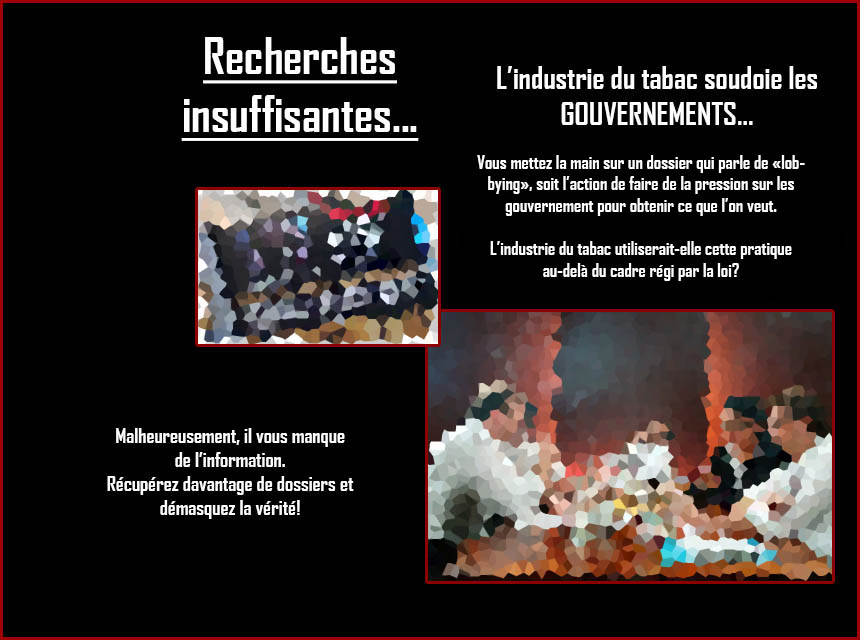 Recherches
insuffisantes...
L'industrie du tabac soudoie les
GOUVERNEMENTS...
Vous mettez la main sur un dossier qui parle de «lob-
bying», soit l'action de faire de la pression sur les
gouvernement pour obtenir ce que l'on veut.
L'industrie du tabac utiliserait-elle cette pratique
au-delà du cadre régi par la loi?
Malheureusement, il vous manque
de l'information.
Récupérez davantage de dossiers et
démasquez la vérité!